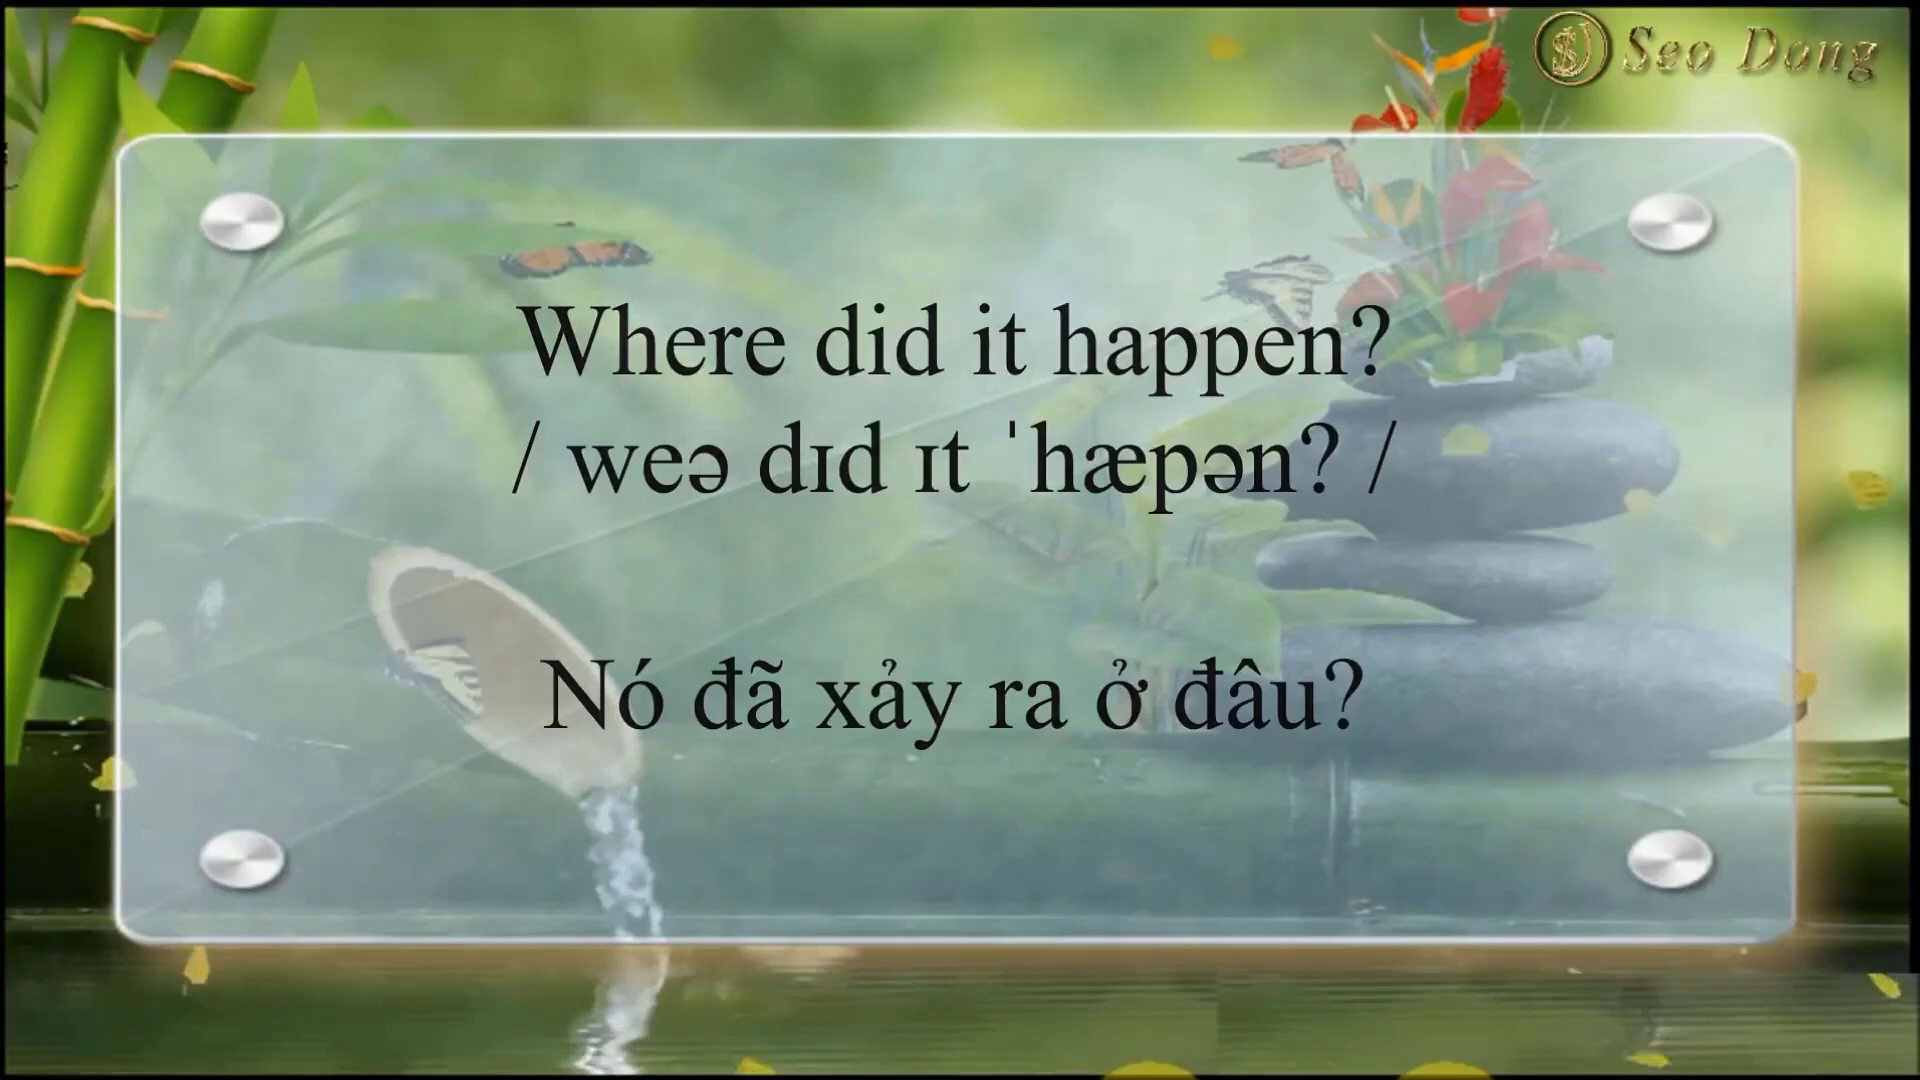 Seo Dong
Where did it happen?
/ weə dɪd ɪt ˈhæpən? /
Nó đã xảy ra ở đâu?